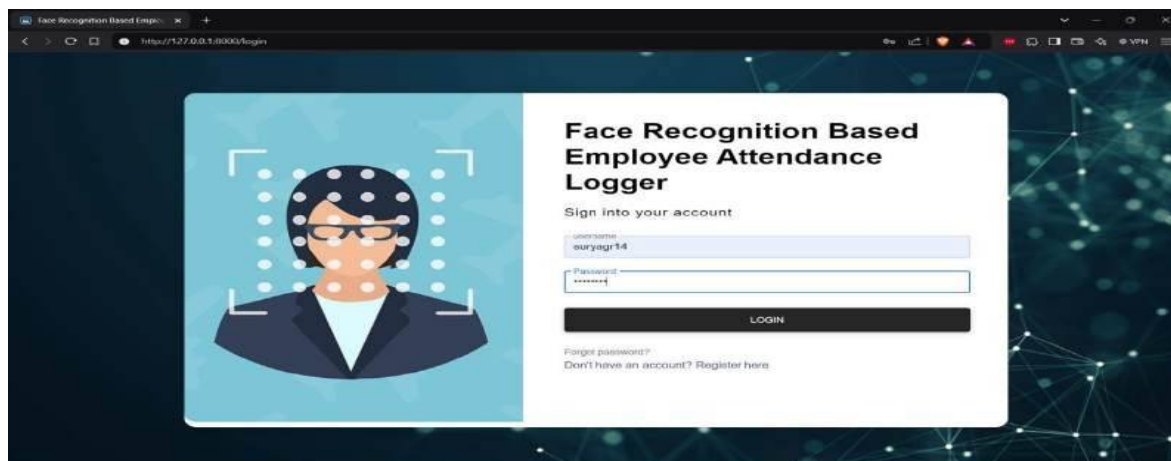 Face Recognition Based Emplo
http://127.0.0.1:8000/login
VPN
Face Recognition Based
Employee Attendance
Logger
Sign into your account
Username
suryagr14
Password
********
LOGIN
Forgot password?
Don't have an account? Register here